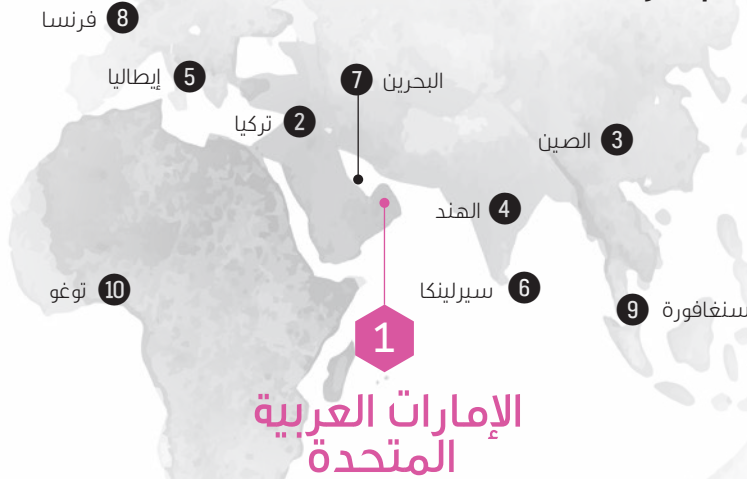 8 فرنسا
5 إيطاليا
7 البحرين
2 تركيا
3 الصين
4 الهند
6 سيرلينكا
10 توغو
9 سنغافورة
1
الإمارات العربية
المتحدة